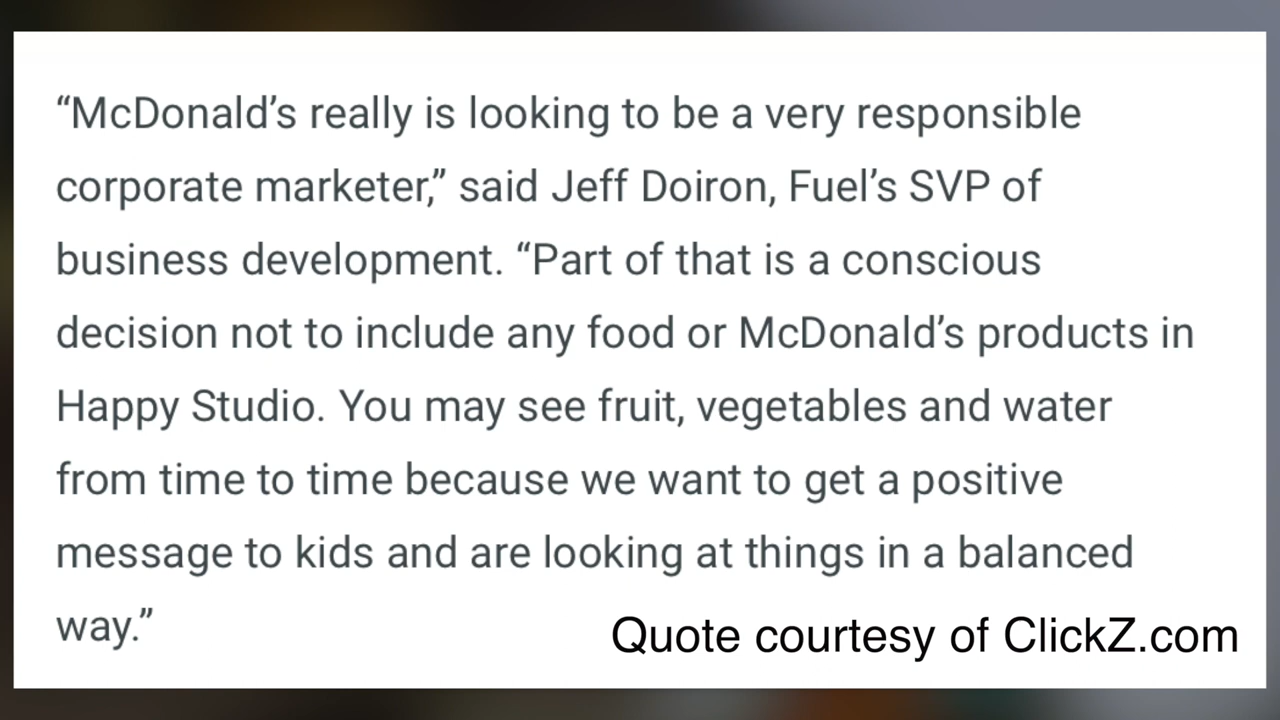 “McDonald’s really is looking to be a very responsible
corporate marketer,” said Jeff Doiron, Fuel’s SVP of
business development. “Part of that is a conscious
decision not to include any food or McDonald’s products in
Happy Studio. You may see fruit, vegetables and water
from time to time because we want to get a positive
message to kids and are looking at things in a balanced
way.”
Quote courtesy of ClickZ.com